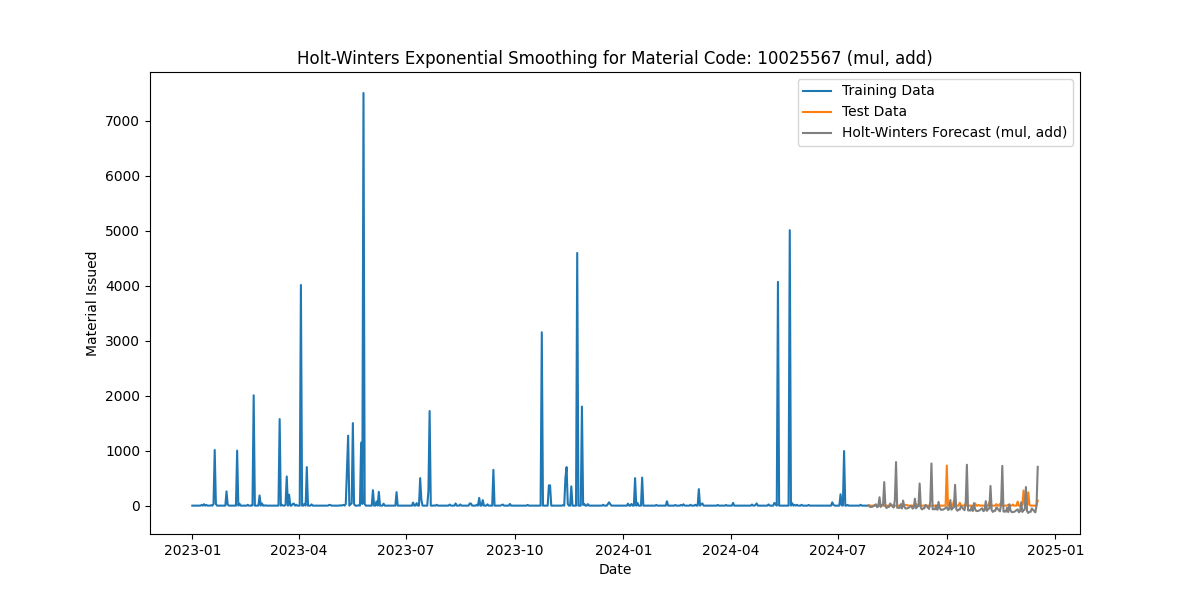 Holt-Winters Exponential Smoothing for Material Code: 10025567 (mul, add)
Training Data
Test Data
Holt-Winters Forecast (mul, add)
Material Issued
7000
6000
5000
4000
3000
2000
1000
0
2023-01
2023-04
2023-07
2023-10
2024-01
2024-04
2024-07
2024-10
2025-01
Date